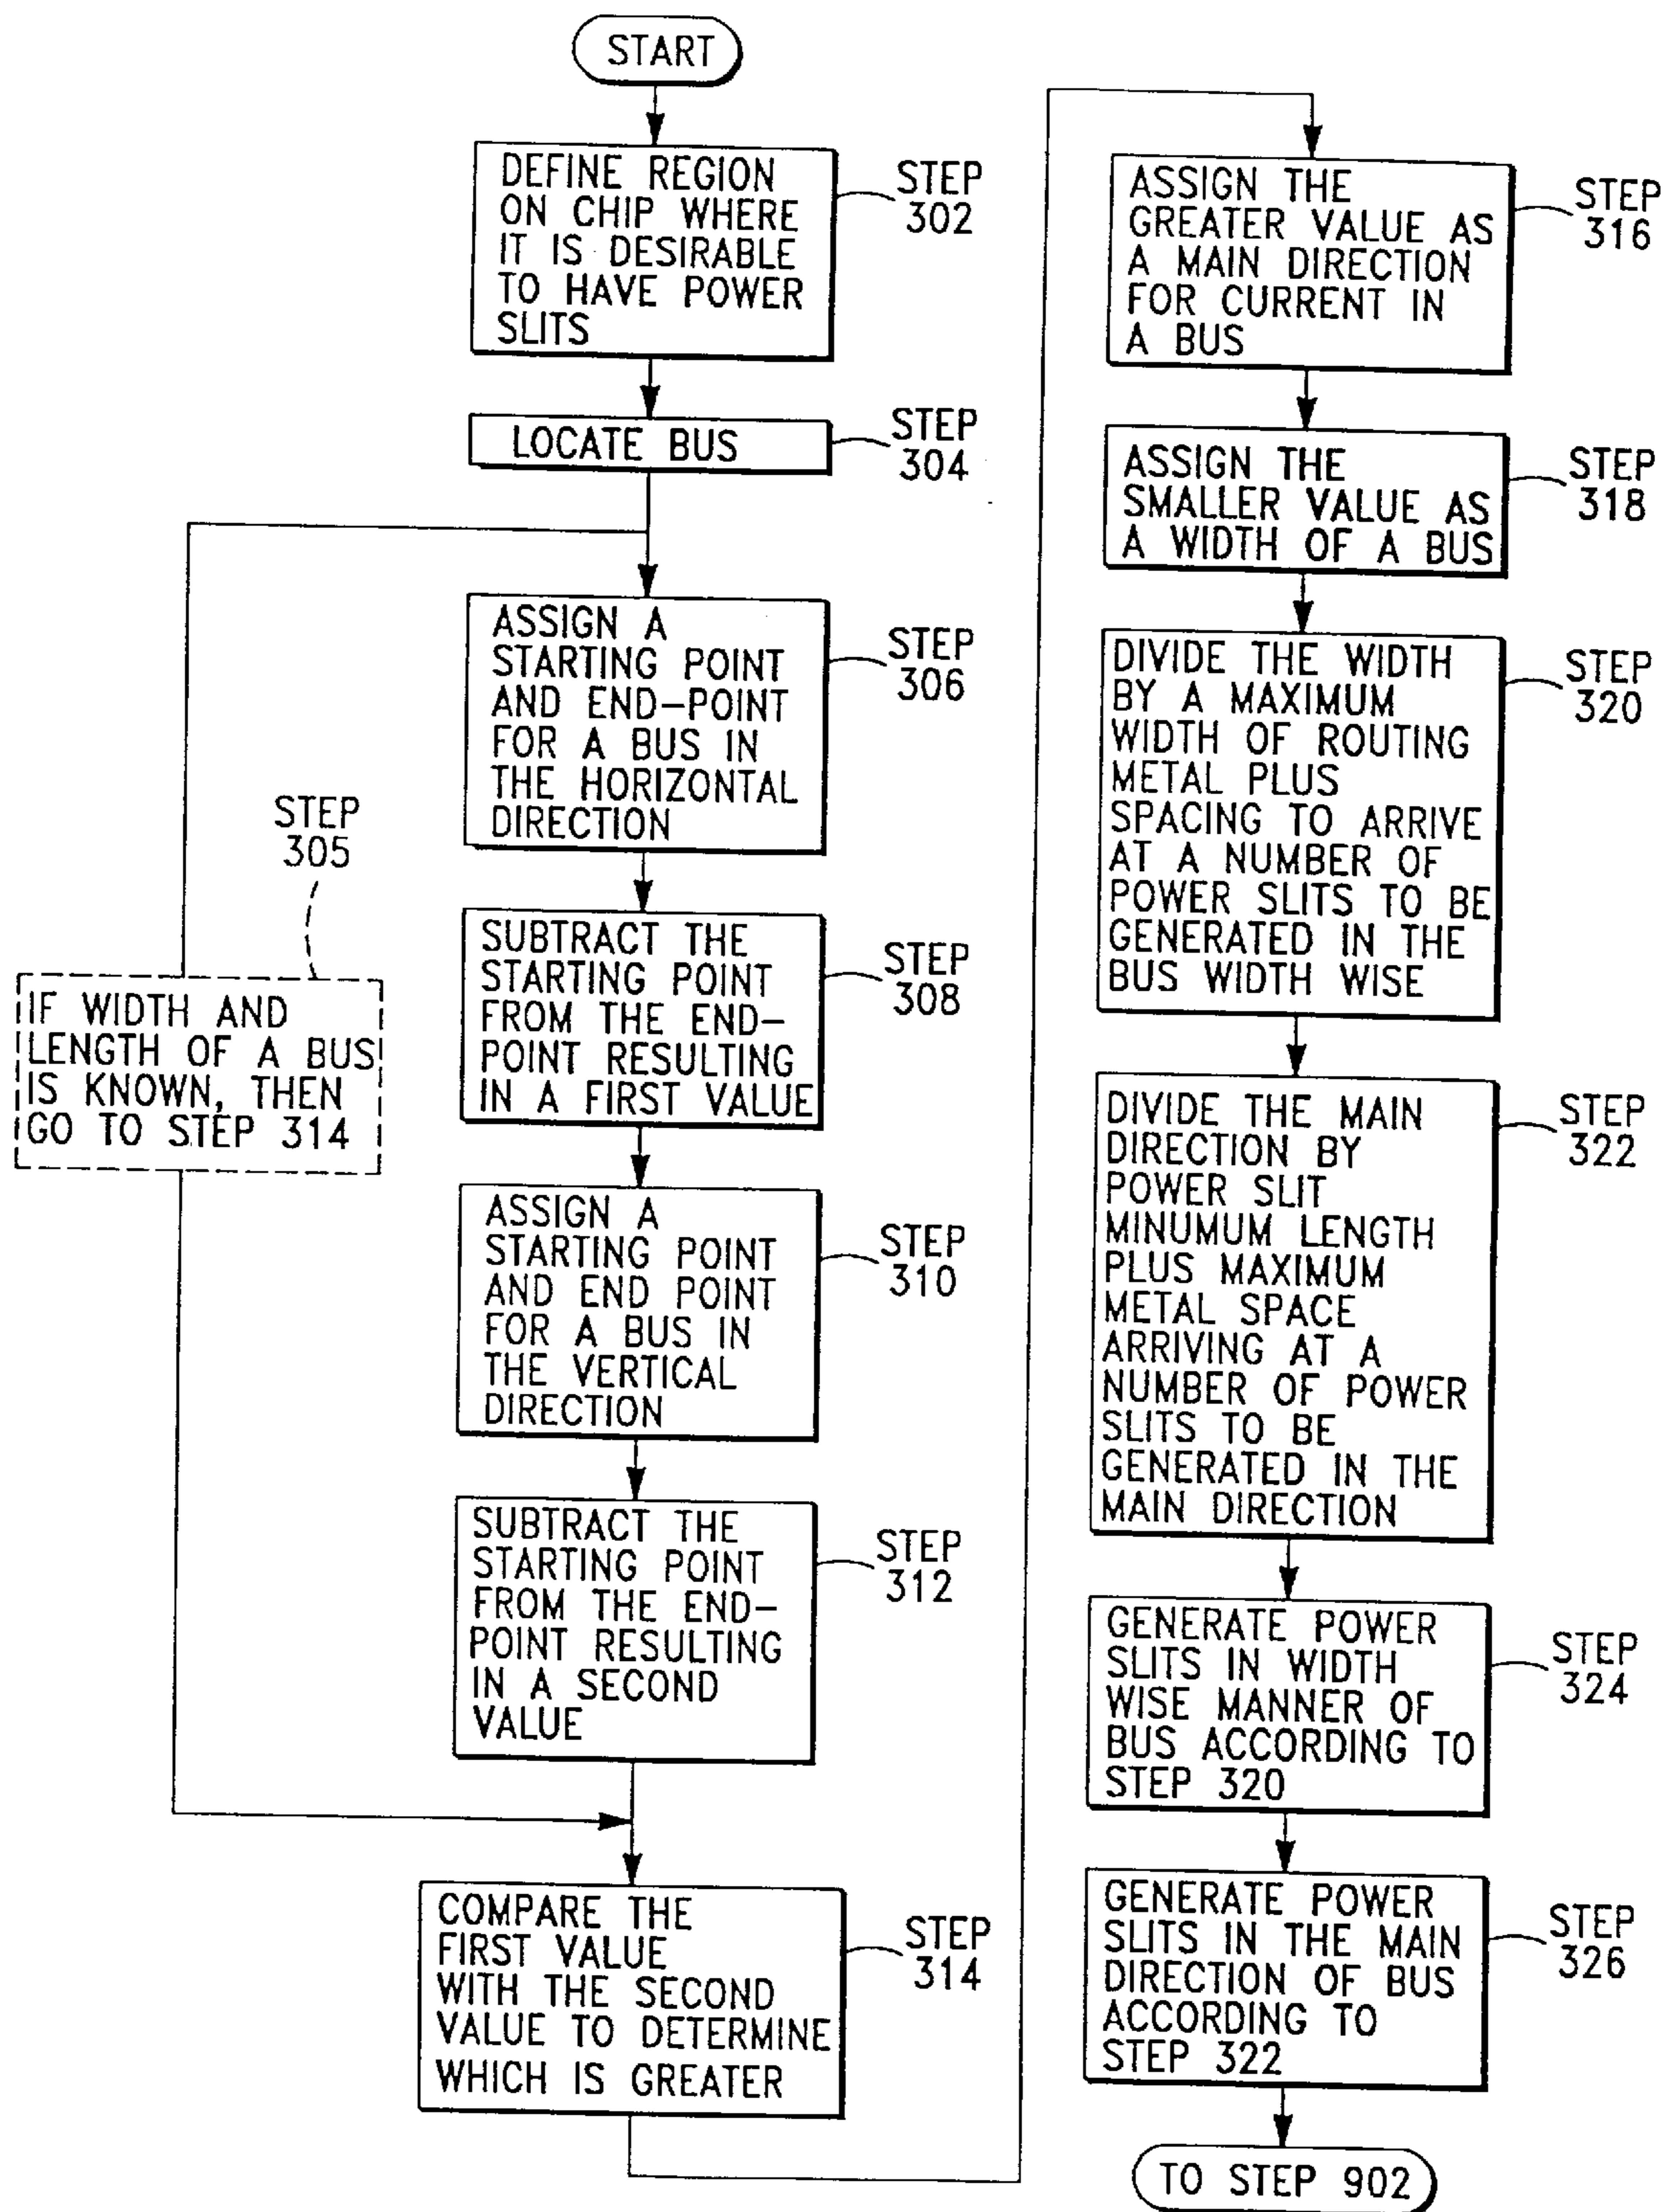 START
DEFINE REGION
ON CHIP WHERE
IT IS DESIRABLE
TO HAVE POWER
SLITS
STEP
302
LOCATE BUS
STEP
304
ASSIGN A
STARTING POINT
AND END-POINT
FOR A BUS IN
THE HORIZONTAL
DIRECTION
STEP
306
STEP
305
IF WIDTH AND
LENGTH OF A BUS
IS KNOWN, THEN
GO TO STEP 314
SUBTRACT THE
STARTING POINT
FROM THE END-
POINT RESULTING
IN A FIRST VALUE
STEP
308
ASSIGN A
STARTING POINT
AND END POINT
FOR A BUS IN
THE VERTICAL
DIRECTION
STEP
310
SUBTRACT THE
STARTING POINT
FROM THE END-
POINT RESULTING
IN A SECOND
VALUE
STEP
312
COMPARE THE
FIRST VALUE
WITH THE SECOND
VALUE TO DETERMINE
WHICH IS GREATER
STEP
314
ASSIGN THE
GREATER VALUE AS
A MAIN DIRECTION
FOR CURRENT IN
A BUS
STEP
316
ASSIGN THE
SMALLER VALUE AS
A WIDTH OF A BUS
STEP
318
DIVIDE THE WIDTH
BY A MAXIMUM
WIDTH OF ROUTING
METAL PLUS
SPACING TO ARRIVE
AT A NUMBER OF
POWER SLITS TO BE
GENERATED IN THE
BUS WIDTH WISE
STEP
320
DIVIDE THE MAIN
DIRECTION BY
POWER SLIT
MINUMUM LENGTH
PLUS MAXIMUM
METAL SPACE
ARRIVING AT A
NUMBER OF POWER
SLITS TO BE
GENERATED IN THE
MAIN DIRECTION
STEP
322
GENERATE POWER
SLITS IN WIDTH
WISE MANNER OF
BUS ACCORDING TO
STEP 320
STEP
324
GENERATE POWER
SLITS IN THE MAIN
DIRECTION OF BUS
ACCORDING TO
STEP 322
STEP
326
TO STEP 902